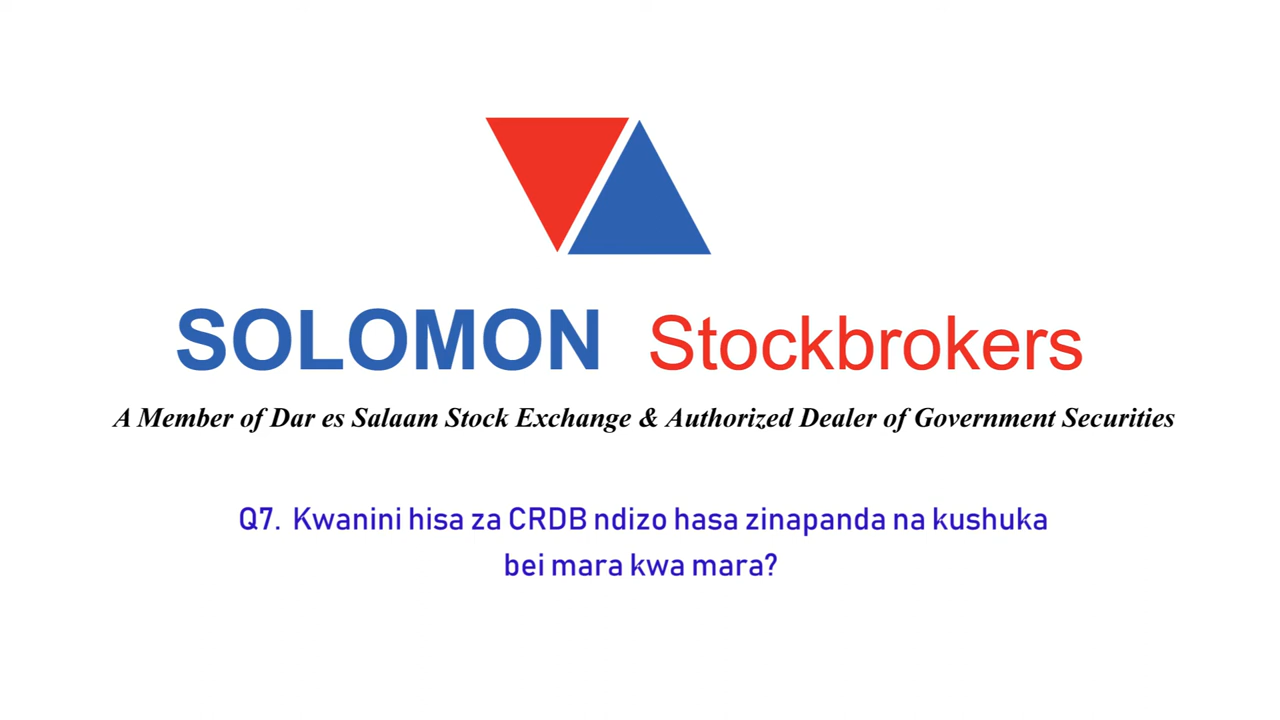 SOLOMON Stockbrokers
A Member of Dar es Salaam Stock Exchange & Authorized Dealer of Government Securities
Q7. Kwanini hisa za CRDB ndizo hasa zinapanda na kushuka
bei mara kwa mara?